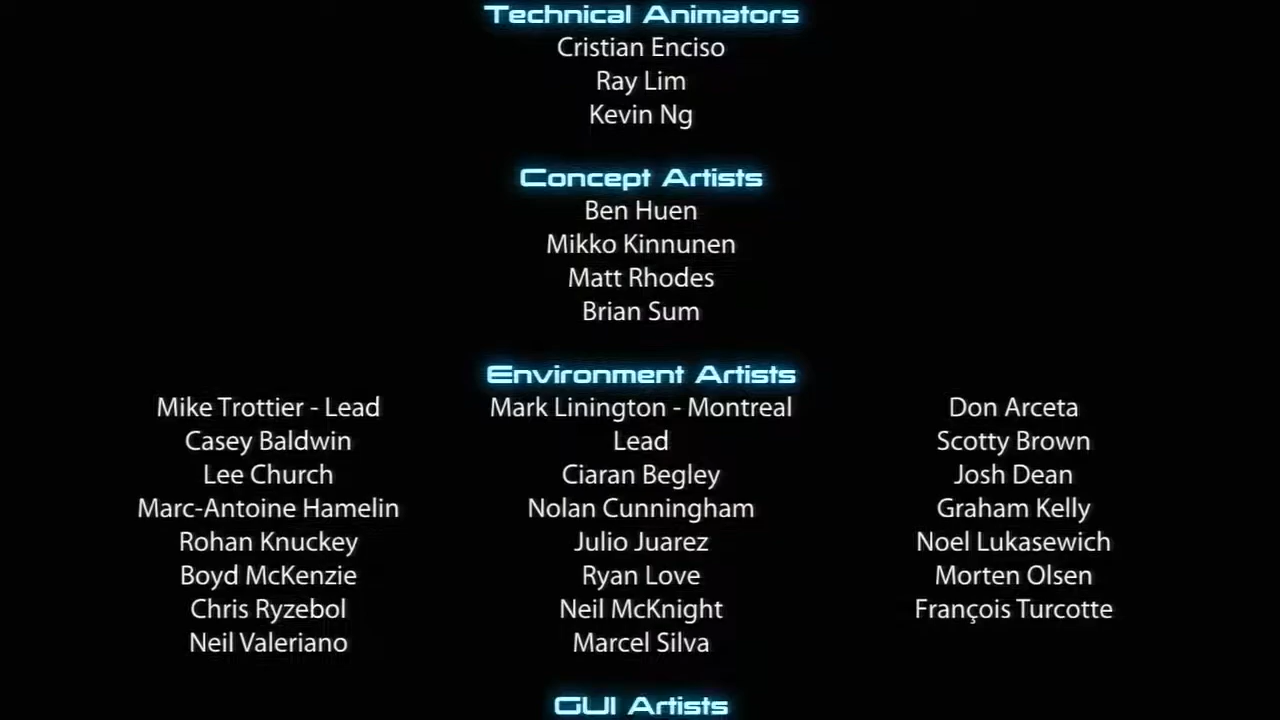 Technical Animators
Cristian Enciso
Ray Lim
Kevin Ng
Concept Artists
Ben Huen
Mikko Kinnunen
Matt Rhodes
Brian Sum
Environment Artists
Mike Trottier - Lead
Casey Baldwin
Lee Church
Marc-Antoine Hamelin
Rohan Knuckey
Boyd McKenzie
Chris Ryzebol
Neil Valeriano
Mark Linington - Montreal
Lead
Ciaran Begley
Nolan Cunningham
Julio Juarez
Ryan Love
Neil McKnight
Marcel Silva
Don Arceta
Scotty Brown
Josh Dean
Graham Kelly
Noel Lukasewich
Morten Olsen
François Turcotte
GUI Artists